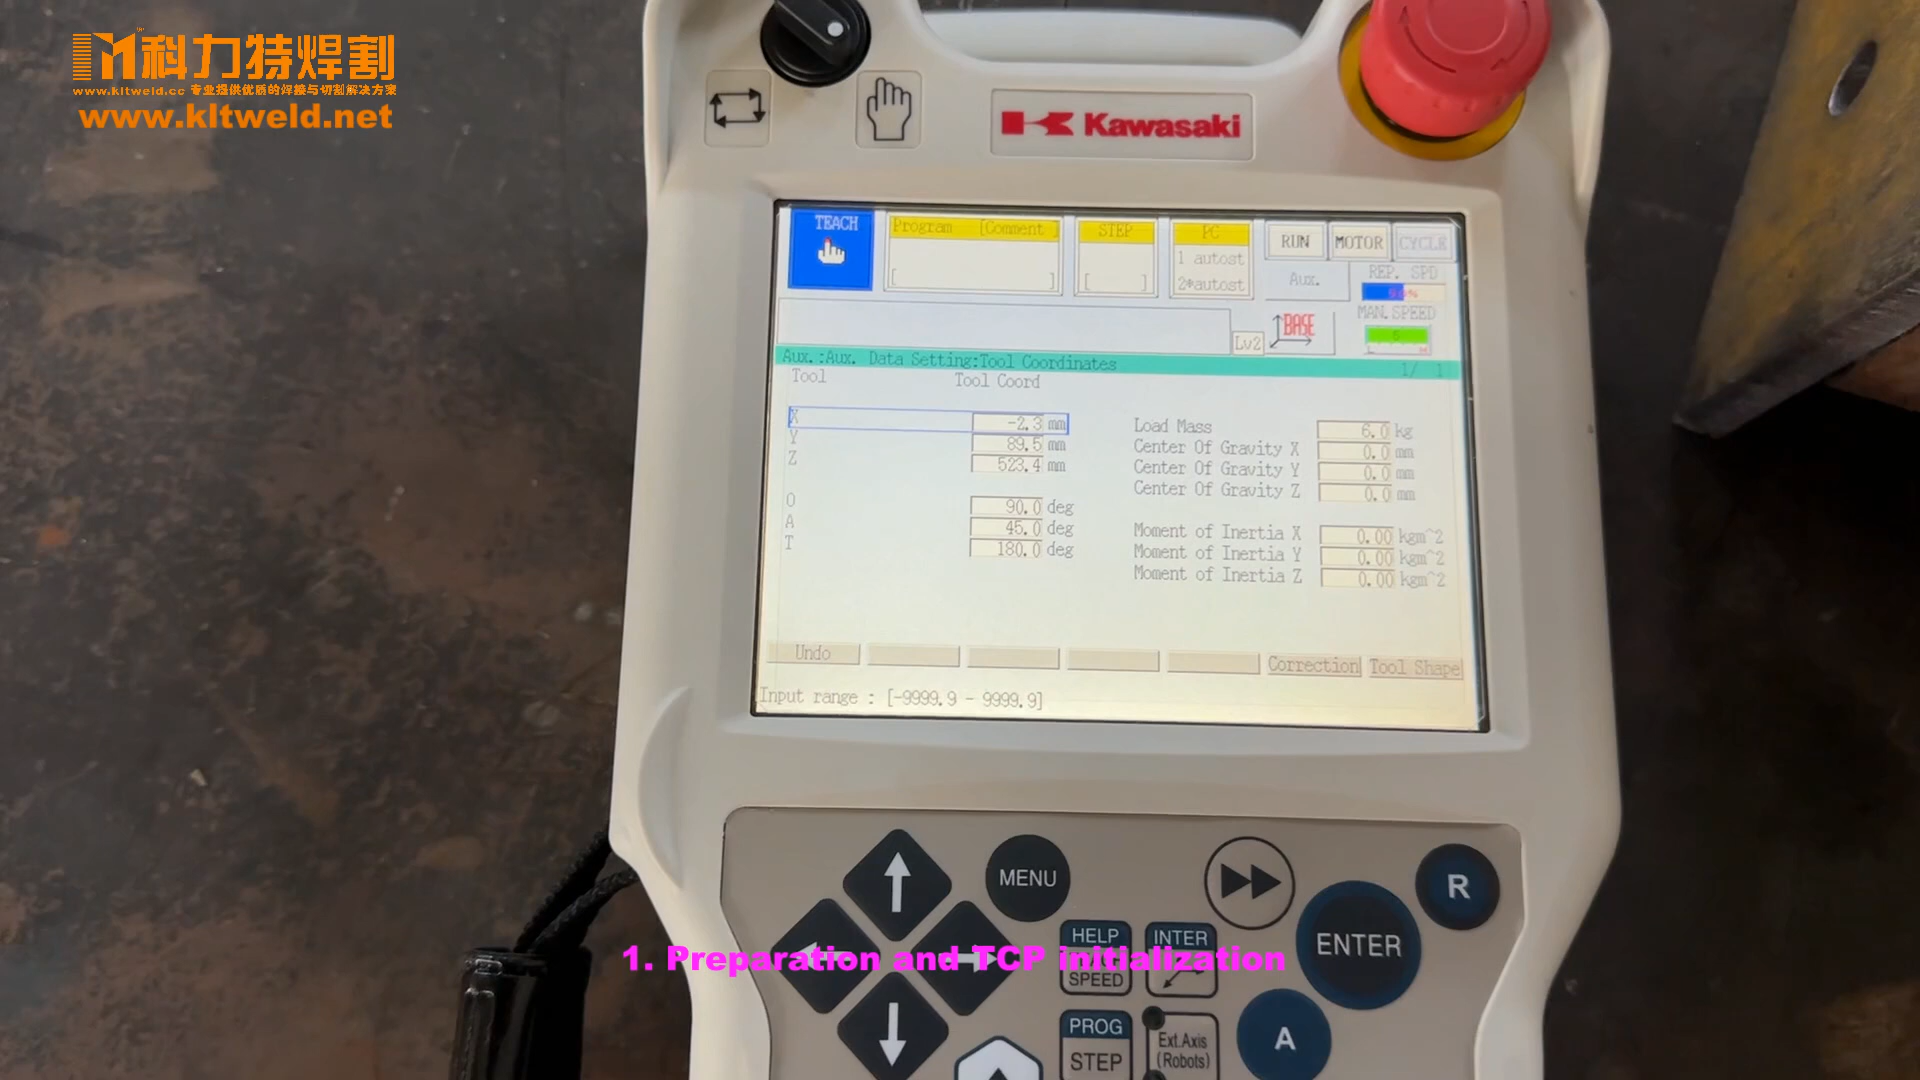 科力特焊割
www.kltweld.cc 专业提供优质的焊接与切割解决方案
www.kltweld.net
Kawasaki
TEACH
Program [Comment ]
[ ]
STEP
[ ]
PC
1 autost
2*autost
RUN
MOTOR
CYCLE
Aux.
REP. SPD
MAN.SPEED
Lv2
BASE
Aux.:Aux. Data Setting:Tool Coordinates 1/ 1
Tool
Tool Coord
X -2.3 mm
Y 89.5 mm
Z 523.4 mm
O 90.0 deg
A 45.0 deg
T 180.0 deg
Load Mass 6.0 kg
Center Of Gravity X 0.0 mm
Center Of Gravity Y 0.0 mm
Center Of Gravity Z 0.0 mm
Moment of Inertia X 0.00 kgm^2
Moment of Inertia Y 0.00 kgm^2
Moment of Inertia Z 0.00 kgm^2
Undo
Correction
Tool Shape
Input range : [-9999.9 - 9999.9]
MENU
R
HELP
SPEED
INTER
ENTER
1. Preparation and TCP initialization
PROG
STEP
Ext.Axis
(Robots)
A